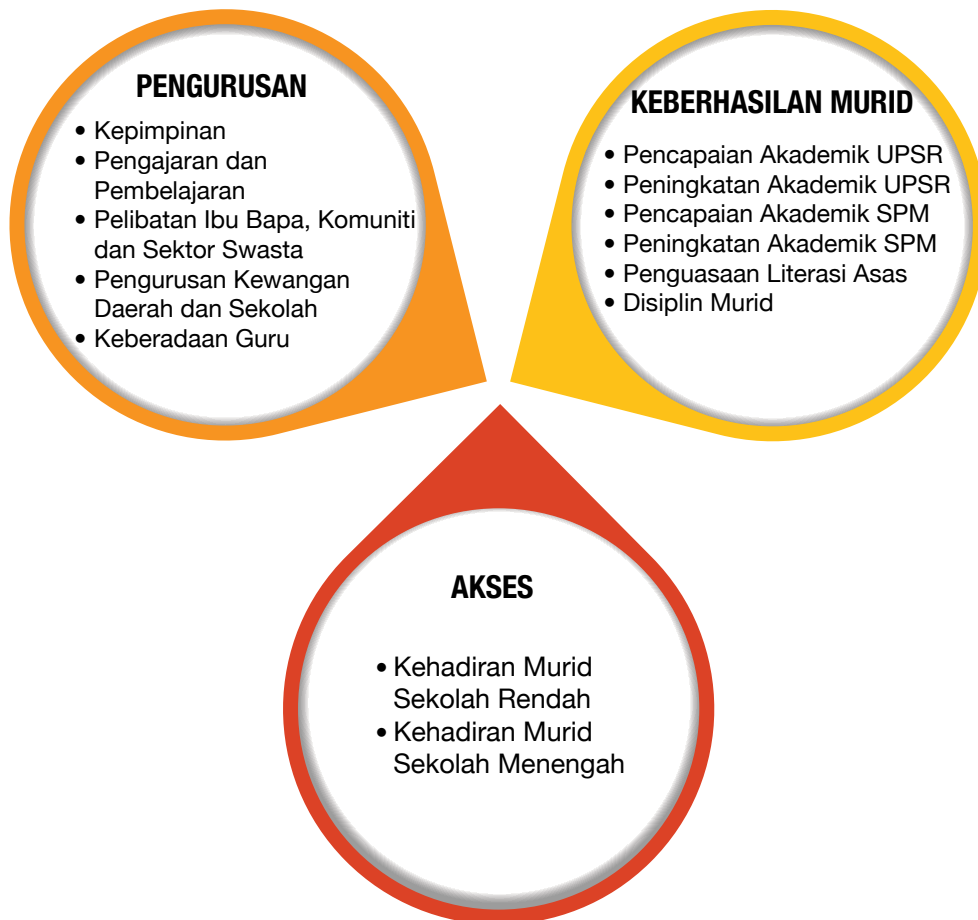 PENGURUSAN
• Kepimpinan
• Pengajaran dan
Pembelajaran
• Pelibatan Ibu Bapa, Komuniti
dan Sektor Swasta
• Pengurusan Kewangan
Daerah dan Sekolah
• Keberadaan Guru
KEBERHASILAN MURID
• Pencapaian Akademik UPSR
• Peningkatan Akademik UPSR
• Pencapaian Akademik SPM
• Peningkatan Akademik SPM
• Penguasaan Literasi Asas
• Disiplin Murid
AKSES
• Kehadiran Murid
Sekolah Rendah
• Kehadiran Murid
Sekolah Menengah